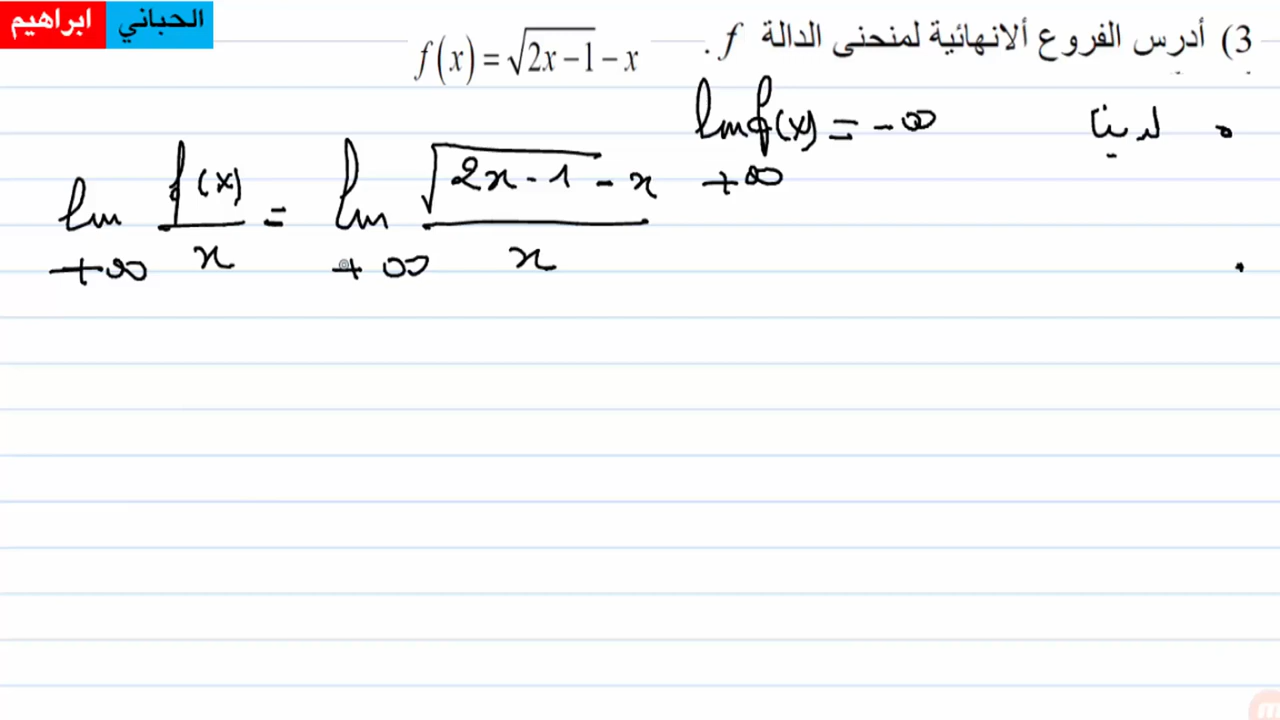 الحباني ابراهيم
3) أدرس الفروع ألانهائية لمنحنى الدالة f . f(x) = √(2x−1) − x
لدينا lim f(x) = -∞
+∞
lim f(x)/x = lim (√(2x-1) - x)/x
+∞ +∞